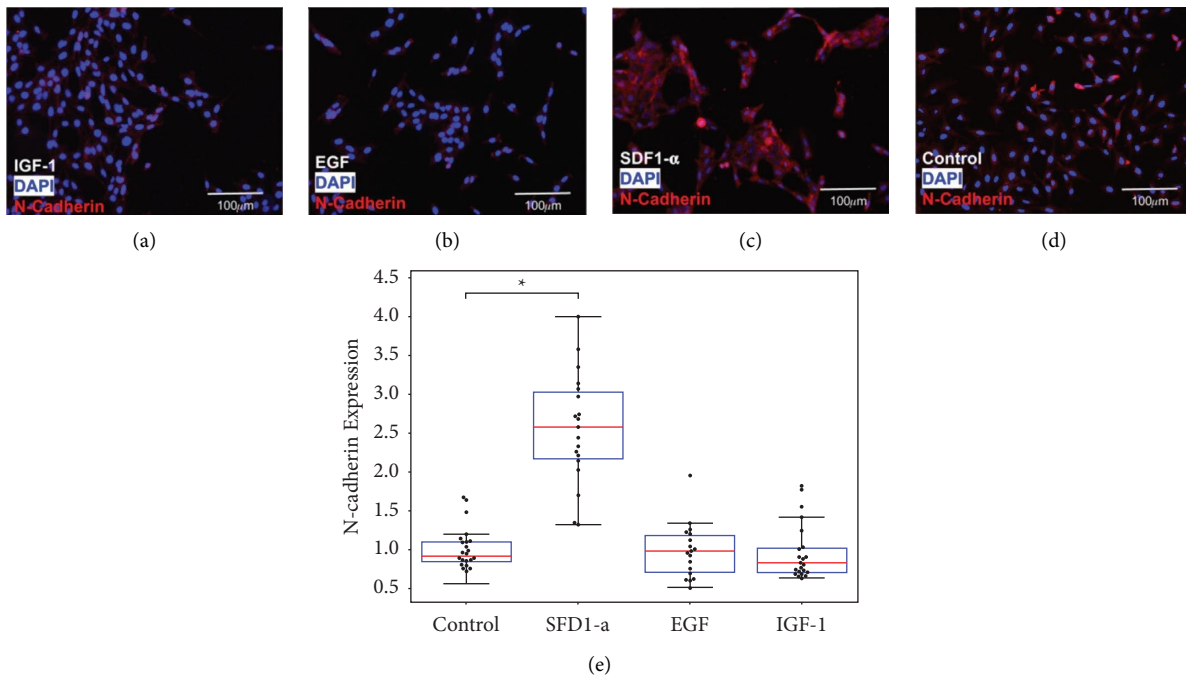 IGF-1
DAPI
N-Cadherin
100μm
EGF
DAPI
N-Cadherin
100μm
SDF1-α
DAPI
N-Cadherin
100μm
Control
DAPI
N-Cadherin
100μm
(a)
(b)
(c)
(d)
N-cadherin Expression
4.5
4.0
3.5
3.0
2.5
2.0
1.5
1.0
0.5
*
Control
SFD1-a
EGF
IGF-1
(e)